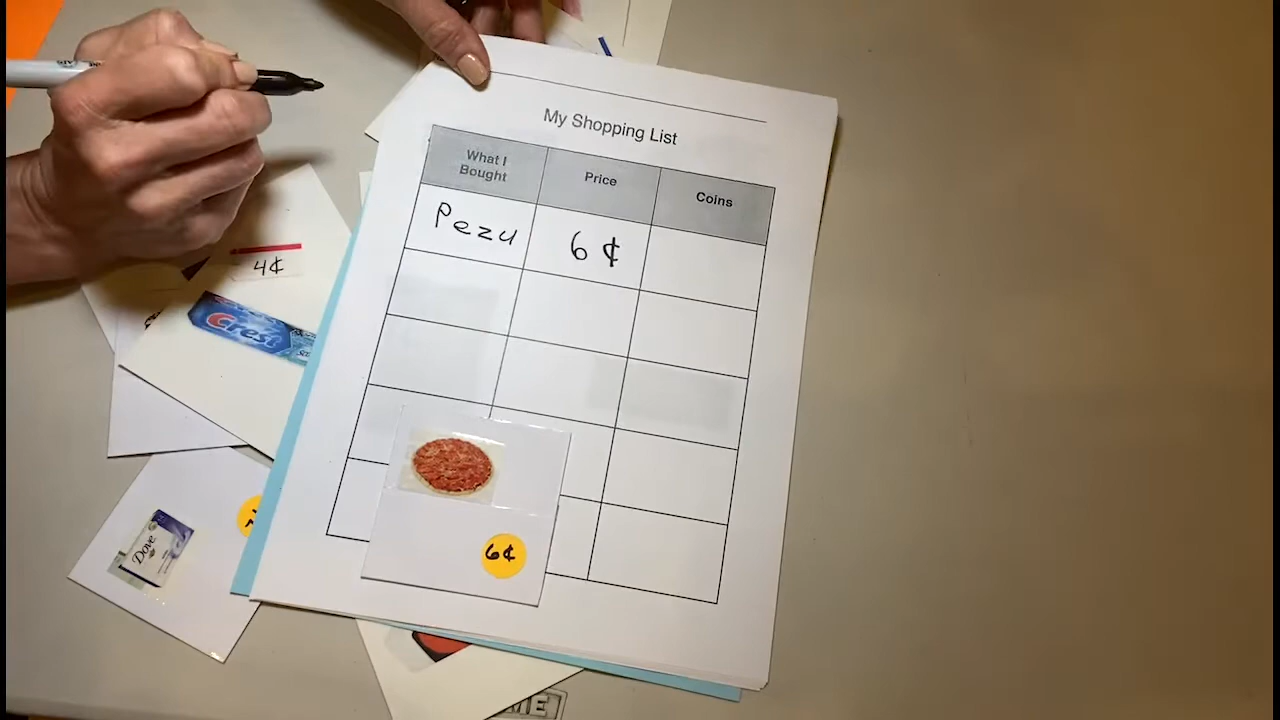 My Shopping List
What I
Bought
Price
Coins
Pezu
6¢
4¢
Crest
Dove
6¢